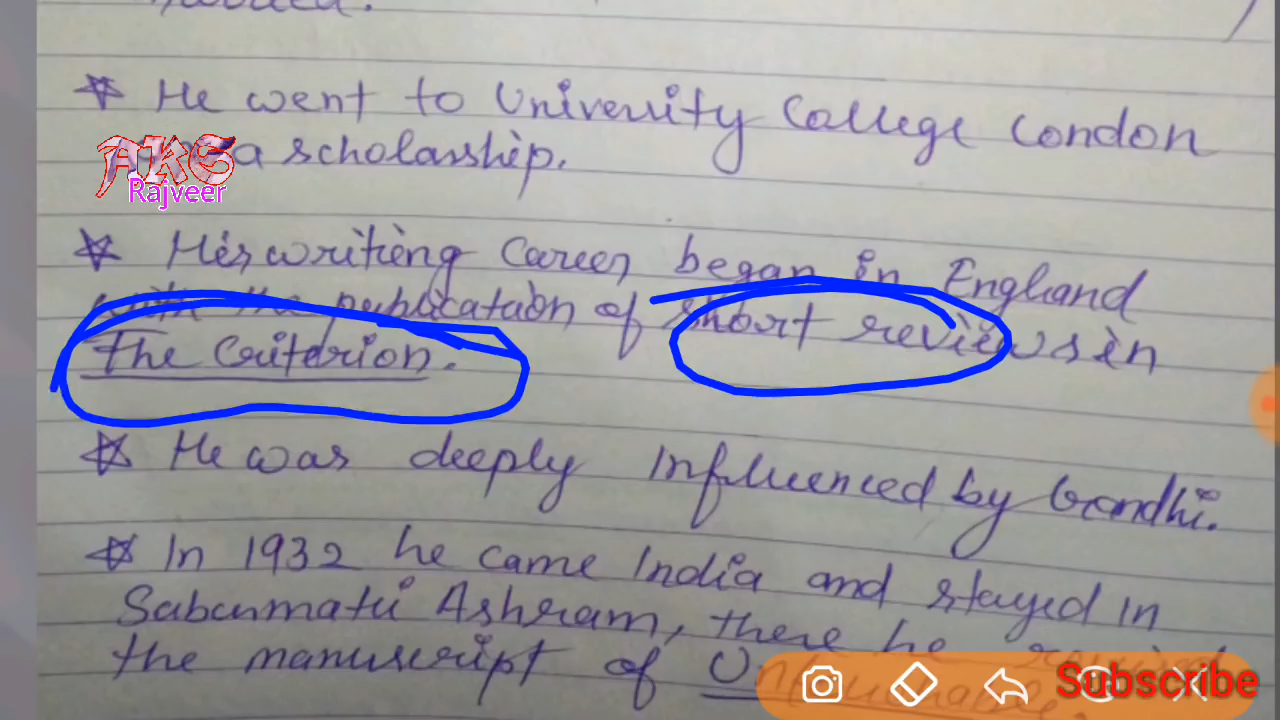 ☆ He went to University College London
a scholarship.
AKG
Rajveer
☆ His writing career, began in England
with the publication of short reviews in
The Criterion.
☆ He was deeply influenced by Gandhi.
☆ In 1932 he came India and stayed in
Sabarmati Ashram, there he
the manuscript of
Subscribe